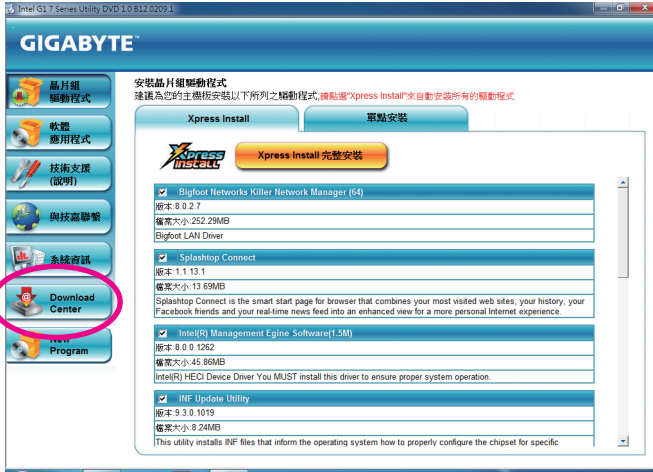 Intel G1.7 Series Utility DVD 1.0 B12.0209.1
GIGABYTE™
晶片組
驅動程式
軟體
應用程式
技術支援
(說明)
與技嘉聯繫
系統資訊
Download
Center
New
Program
安裝晶片組驅動程式
建議為您的主機板安裝以下所列之驅動程式;請點選"Xpress Install"來自動安裝所有的驅動程式
Xpress Install
單點安裝
Xpress
INSTALL
Xpress Install 完整安裝
Bigfoot Networks Killer Network Manager (64)
版本:8.0.2.7
檔案大小:252.29MB
Bigfoot LAN Driver
Splashtop Connect
版本:1.1.13.1
檔案大小:13.69MB
Splashtop Connect is the smart start page for browser that combines your most visited web sites, your history, your
Facebook friends and your real-time news feed into an enhanced view for a more personal Internet experience.
Intel(R) Management Egine Software(1.5M)
版本:8.0.0.1262
檔案大小:45.86MB
Intel(R) HECI Device Driver You MUST install this driver to ensure proper system operation.
INF Update Utility
版本:9.3.0.1019
檔案大小:8.24MB
This utility installs INF files that inform the operating system how to properly configure the chipset for specific